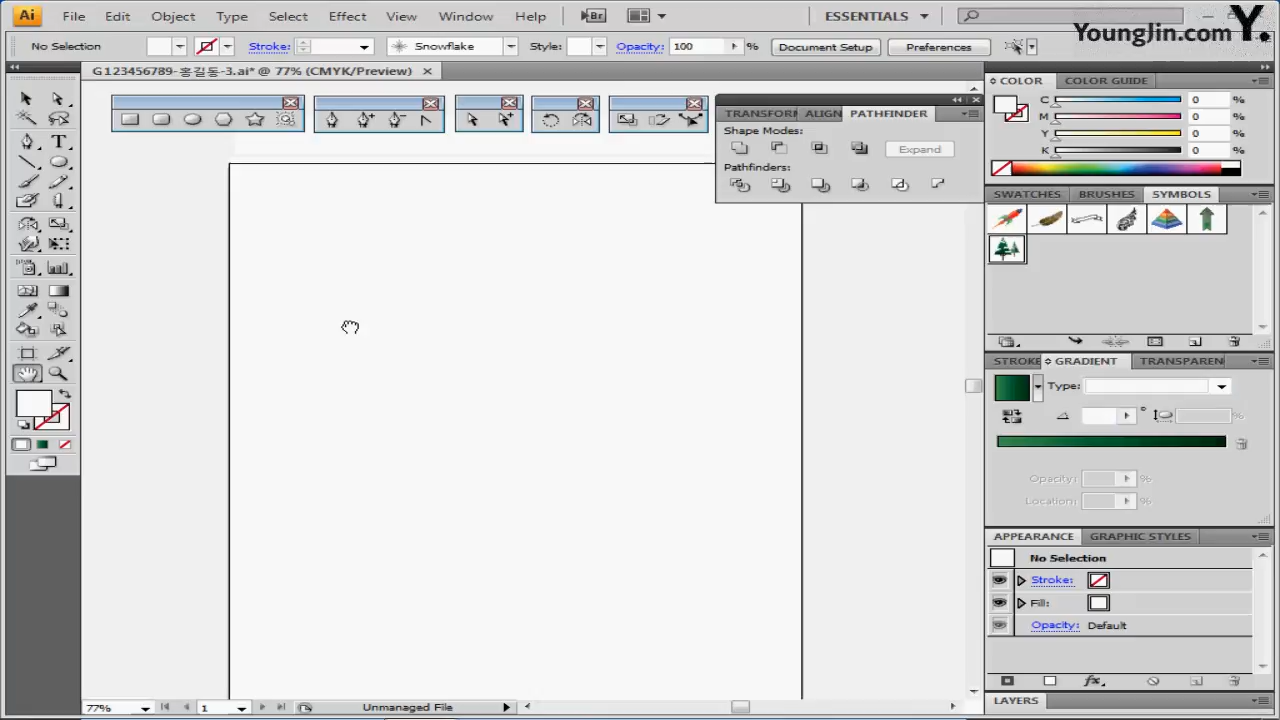 Ai File Edit Object Type Select Effect View Window Help Br ESSENTIALS
YoungJin.com Y.
No Selection Stroke: Snowflake Style: Opacity: 100 % Document Setup Preferences
G123456789-홍길동-3.ai* @ 77% (CMYK/Preview)
COLOR COLOR GUIDE
TRANSFORM ALIGN PATHFINDER
Shape Modes:
Expand
Pathfinders:
C 0 %
M 0 %
Y 0 %
K 0 %
SWATCHES BRUSHES SYMBOLS
STROKE GRADIENT TRANSPAREN
Type:
°
%
Opacity: %
Location: %
APPEARANCE GRAPHIC STYLES
No Selection
Stroke:
Fill:
Opacity: Default
fx
LAYERS
77% 1 Unmanaged File